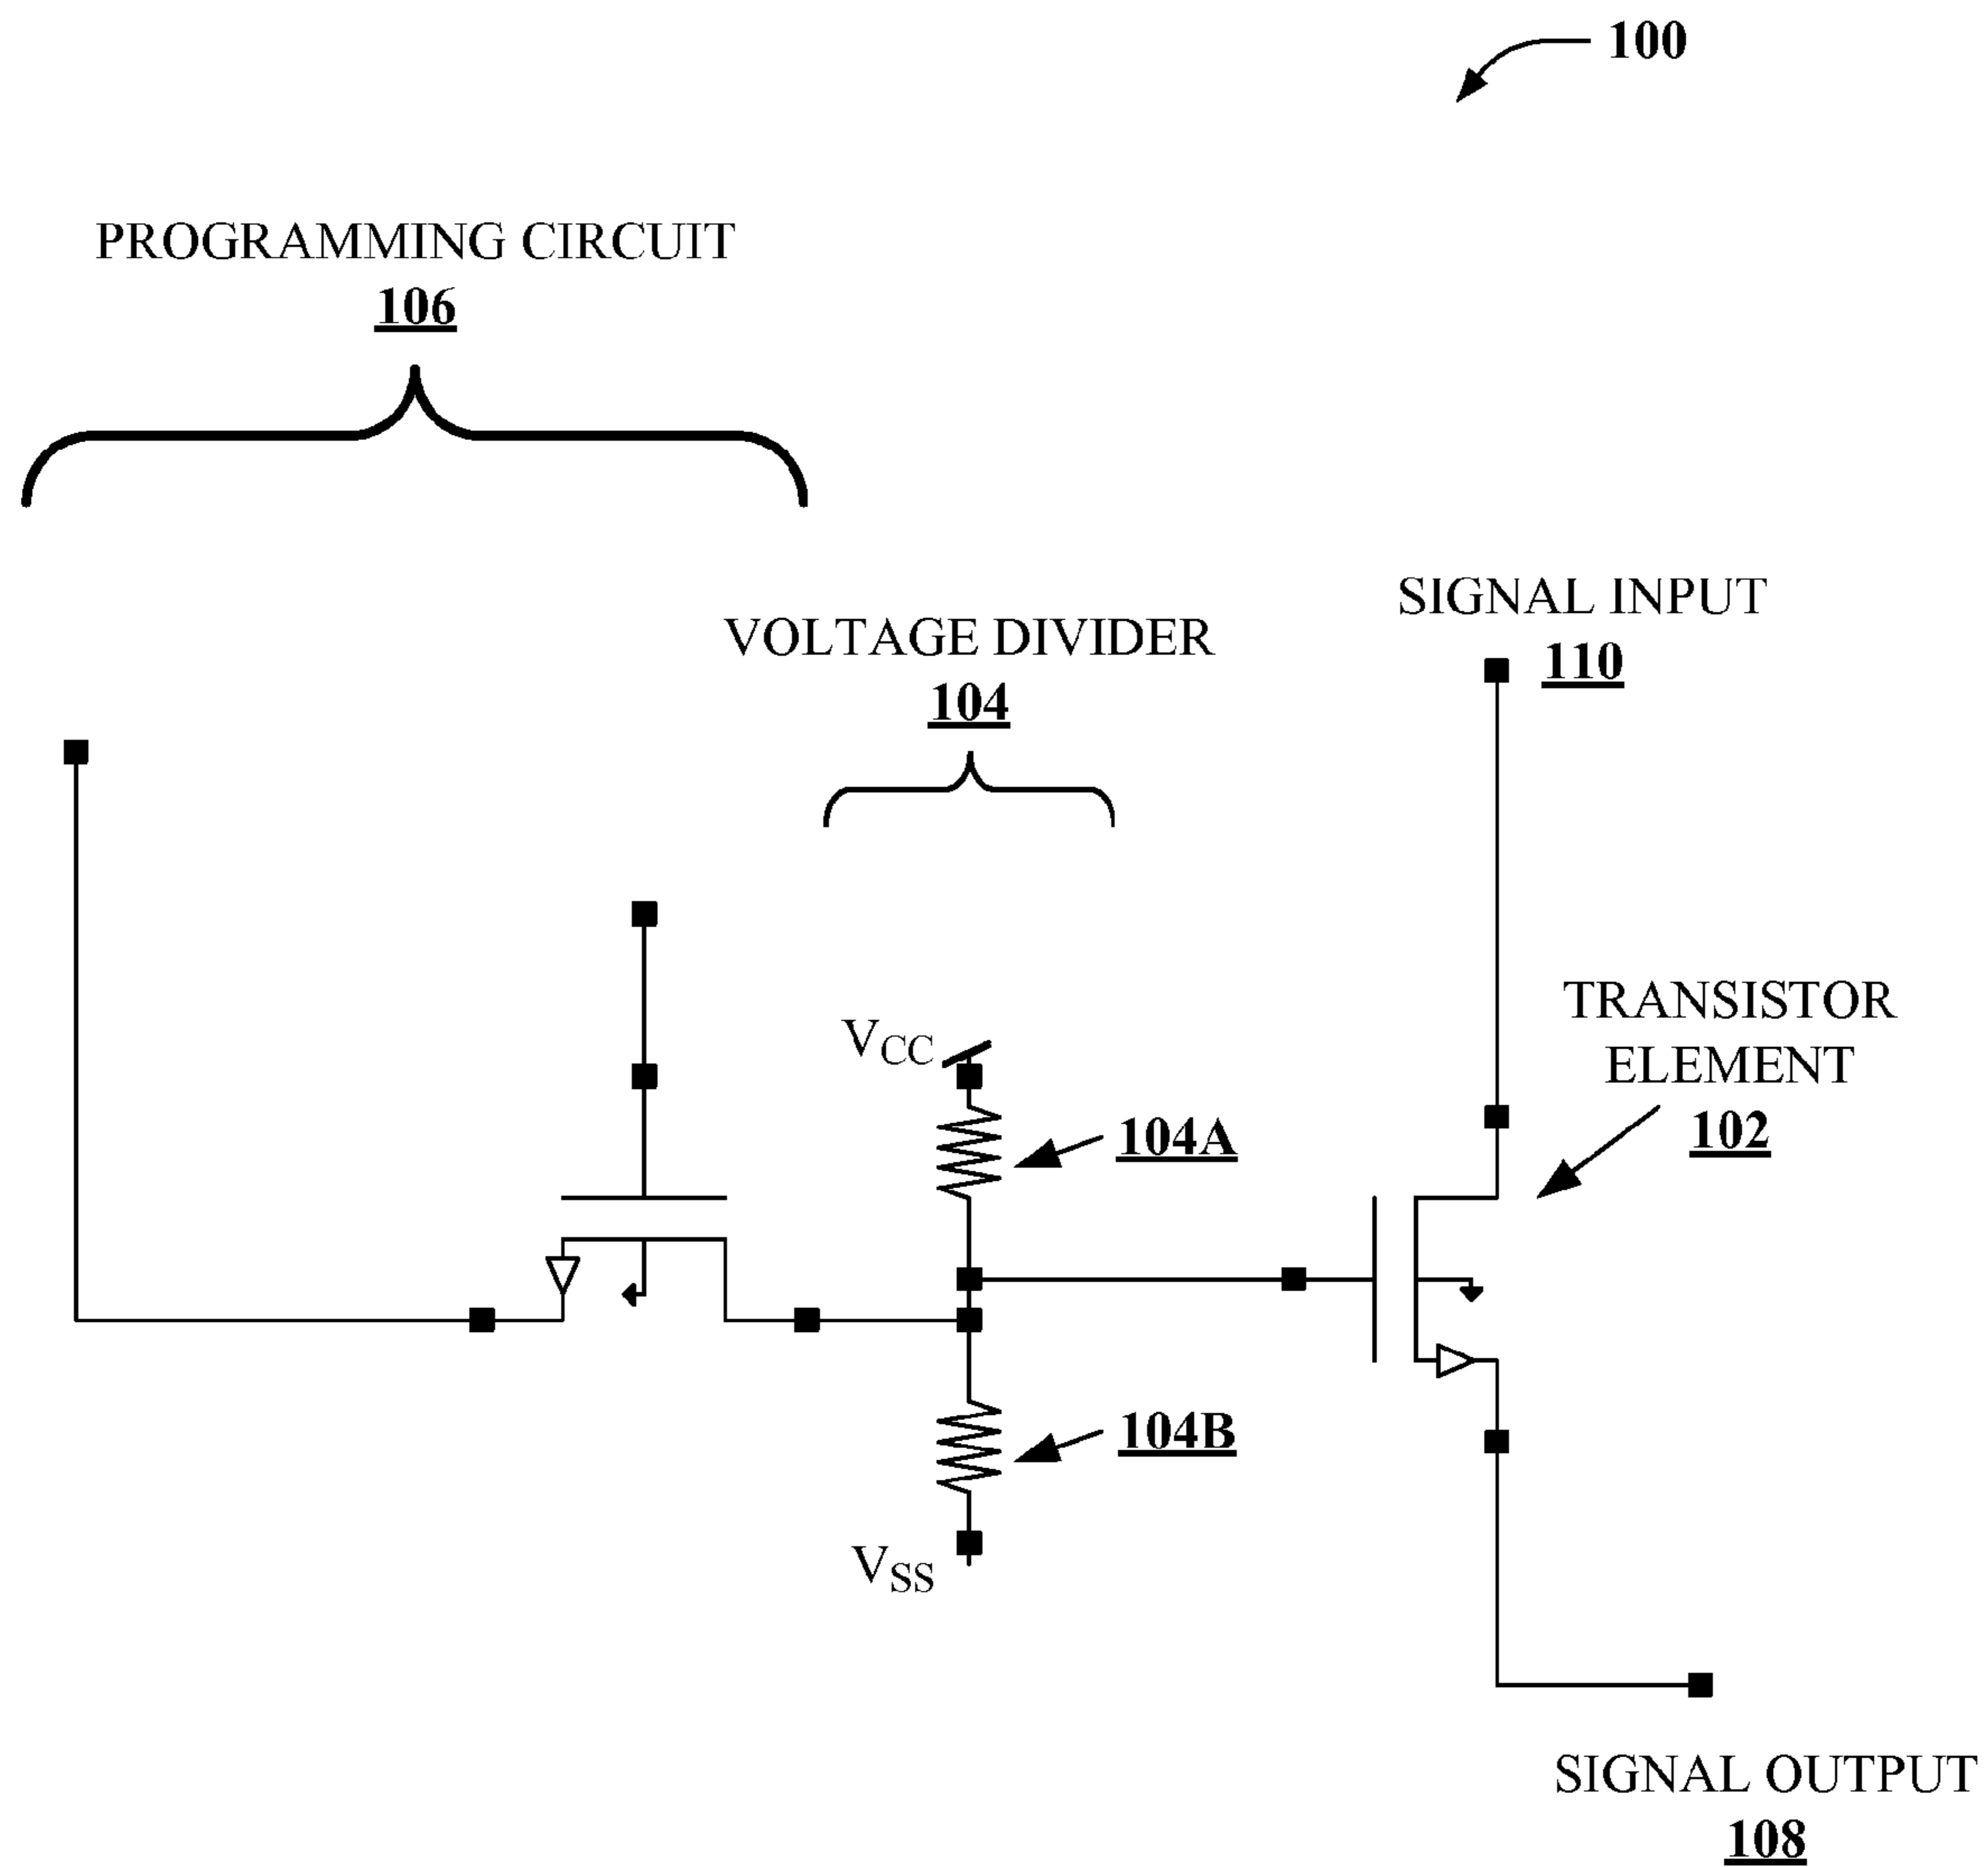 100
PROGRAMMING CIRCUIT
106
SIGNAL INPUT
110
VOLTAGE DIVIDER
104
TRANSISTOR
ELEMENT
102
VCC
104A
104B
VSS
SIGNAL OUTPUT
108